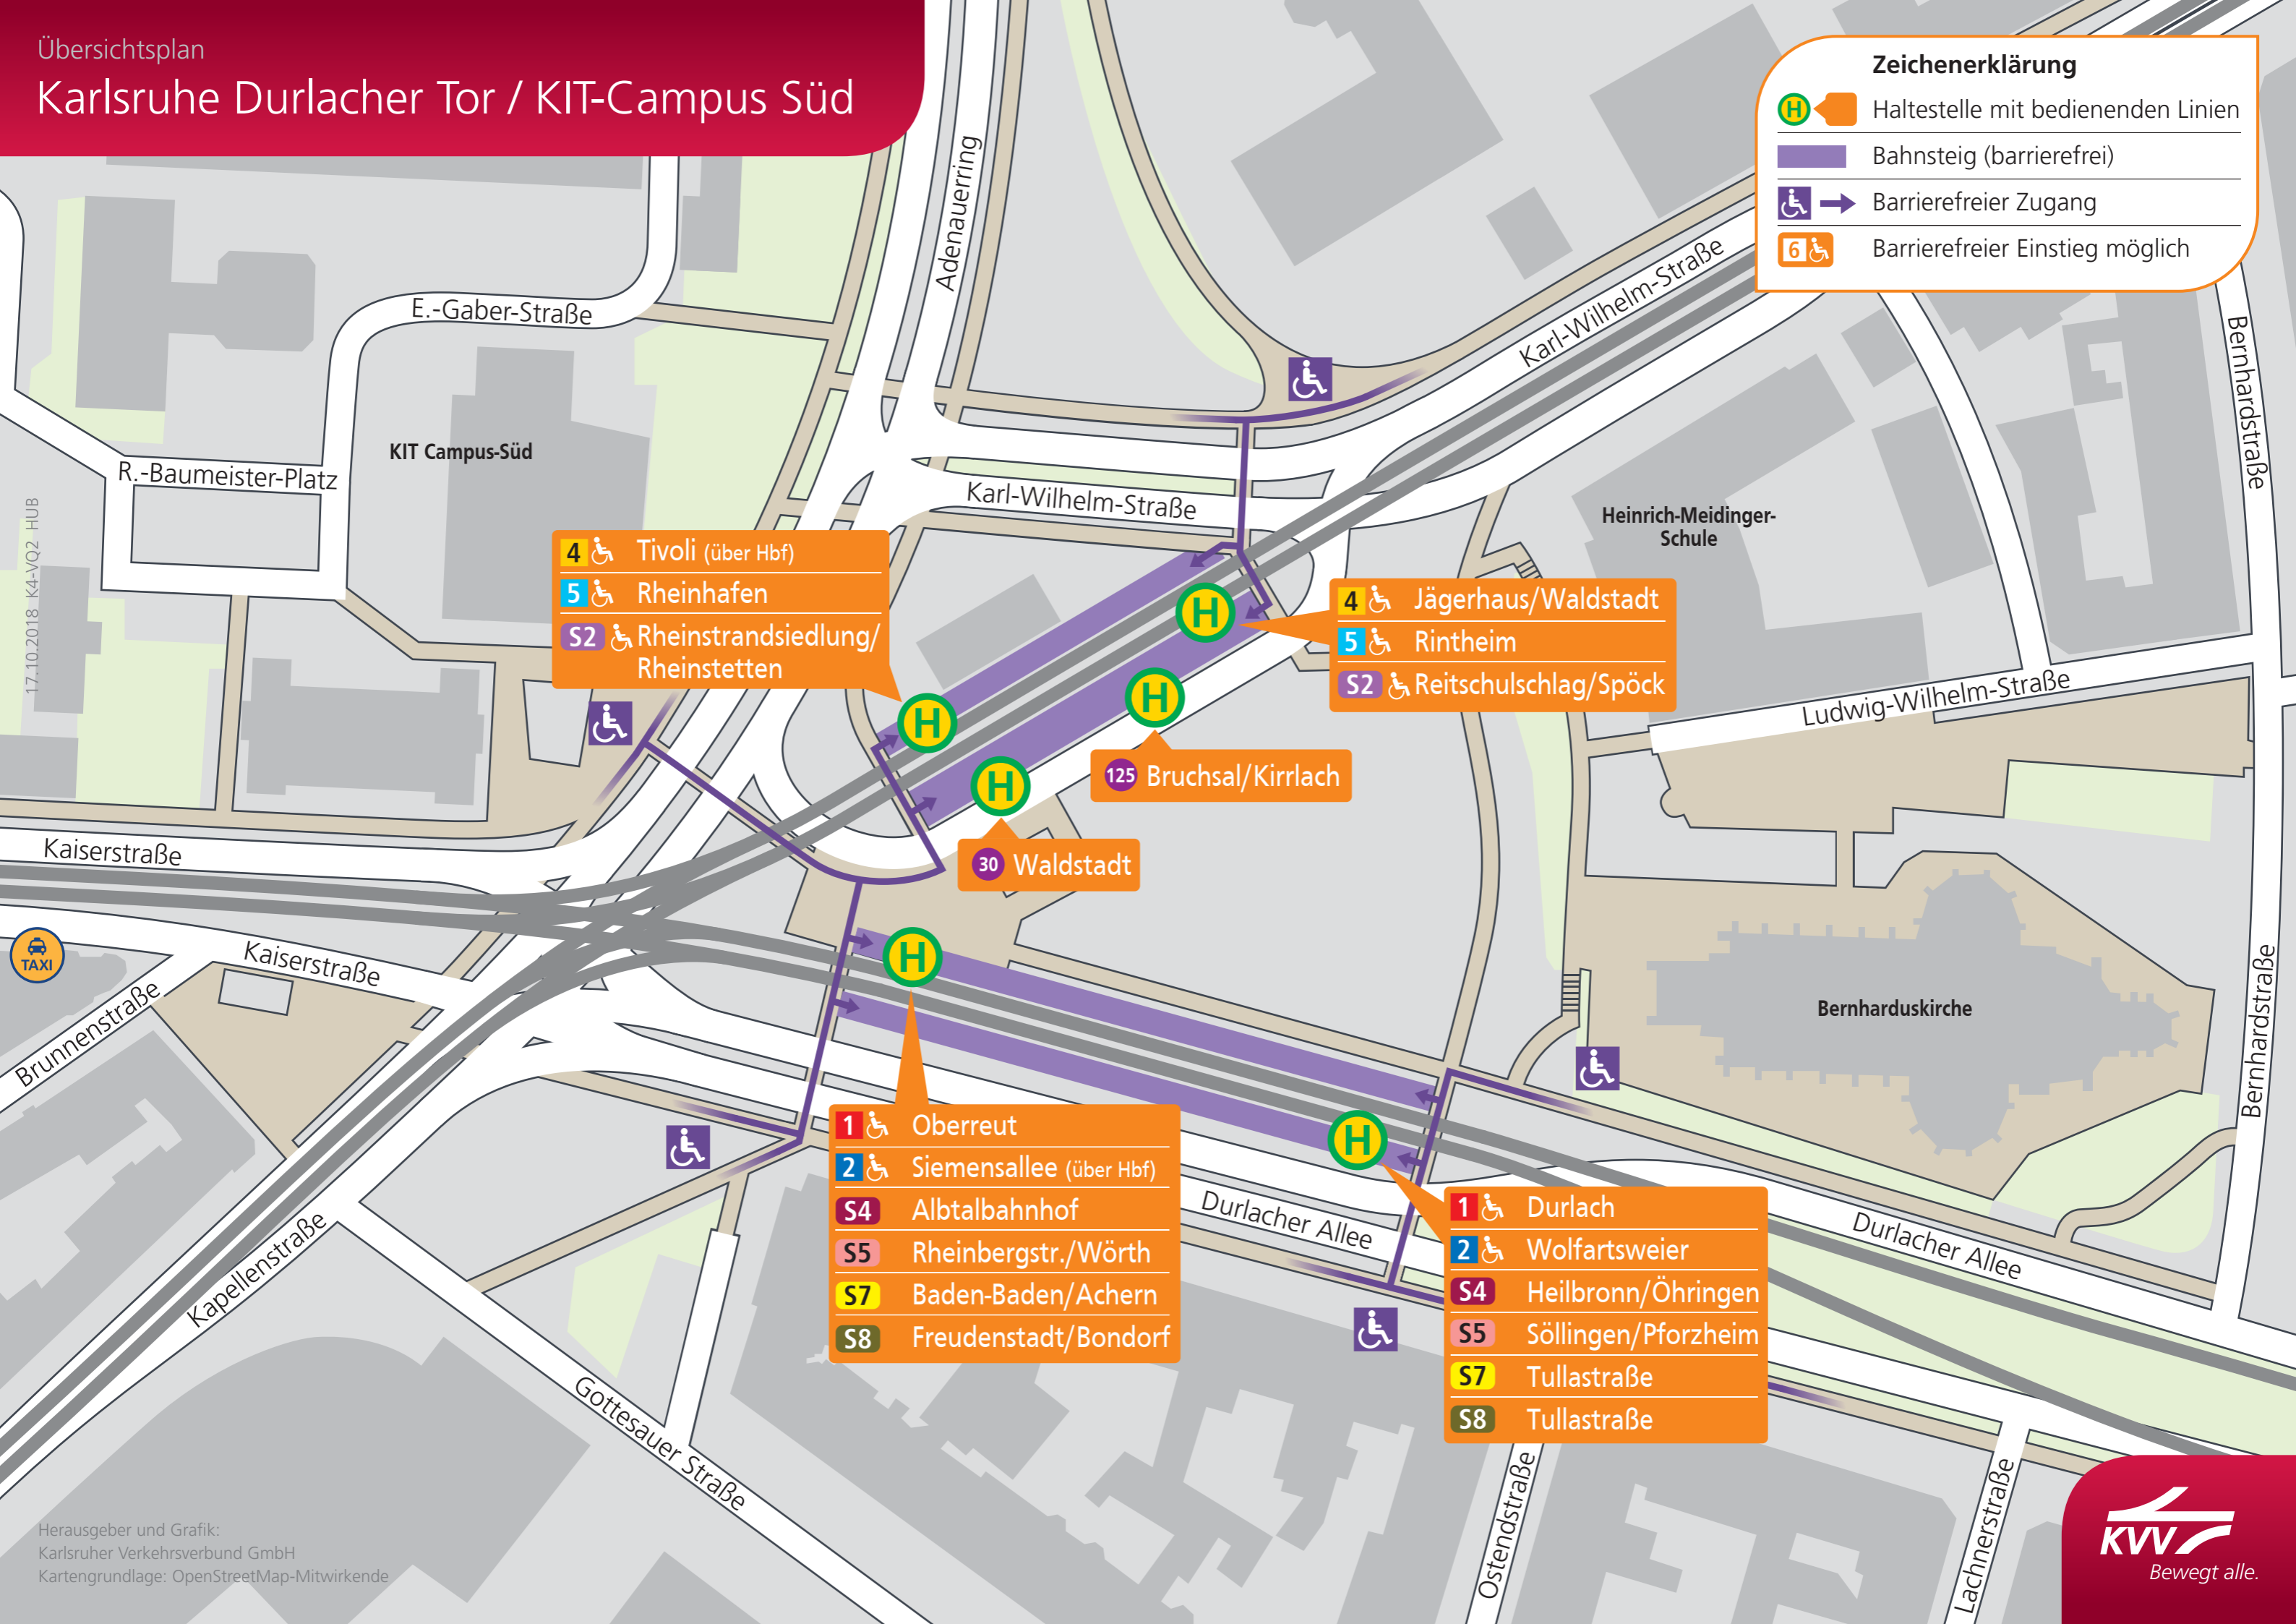 Übersichtsplan
Karlsruhe Durlacher Tor / KIT-Campus Süd
Zeichenerklärung
H Haltestelle mit bedienenden Linien
Bahnsteig (barrierefrei)
Barrierefreier Zugang
6 Barrierefreier Einstieg möglich
Adenauerring
Karl-Wilhelm-Straße
Bernhardstraße
E.-Gaber-Straße
KIT Campus-Süd
R.-Baumeister-Platz
Karl-Wilhelm-Straße
Heinrich-Meidinger-
Schule
17.10.2018 K4-VQ2 HUB
4 Tivoli (über Hbf)
5 Rheinhafen
S2 Rheinstrandsiedlung/
Rheinstetten
4 Jägerhaus/Waldstadt
5 Rintheim
S2 Reitschulschlag/Spöck
H
H
H
H
Ludwig-Wilhelm-Straße
125 Bruchsal/Kirrlach
30 Waldstadt
Kaiserstraße
Kaiserstraße
TAXI
Brunnenstraße
H
Bernharduskirche
Bernhardstraße
H
1 Oberreut
2 Siemensallee (über Hbf)
S4 Albtalbahnhof
S5 Rheinbergstr./Wörth
S7 Baden-Baden/Achern
S8 Freudenstadt/Bondorf
Durlacher Allee
1 Durlach
2 Wolfartsweier
S4 Heilbronn/Öhringen
S5 Söllingen/Pforzheim
S7 Tullastraße
S8 Tullastraße
Durlacher Allee
Kapellenstraße
Gottesauer Straße
Ostendstraße
Lachnerstraße
Herausgeber und Grafik:
Karlsruher Verkehrsverbund GmbH
Kartengrundlage: OpenStreetMap-Mitwirkende
KVV
Bewegt alle.